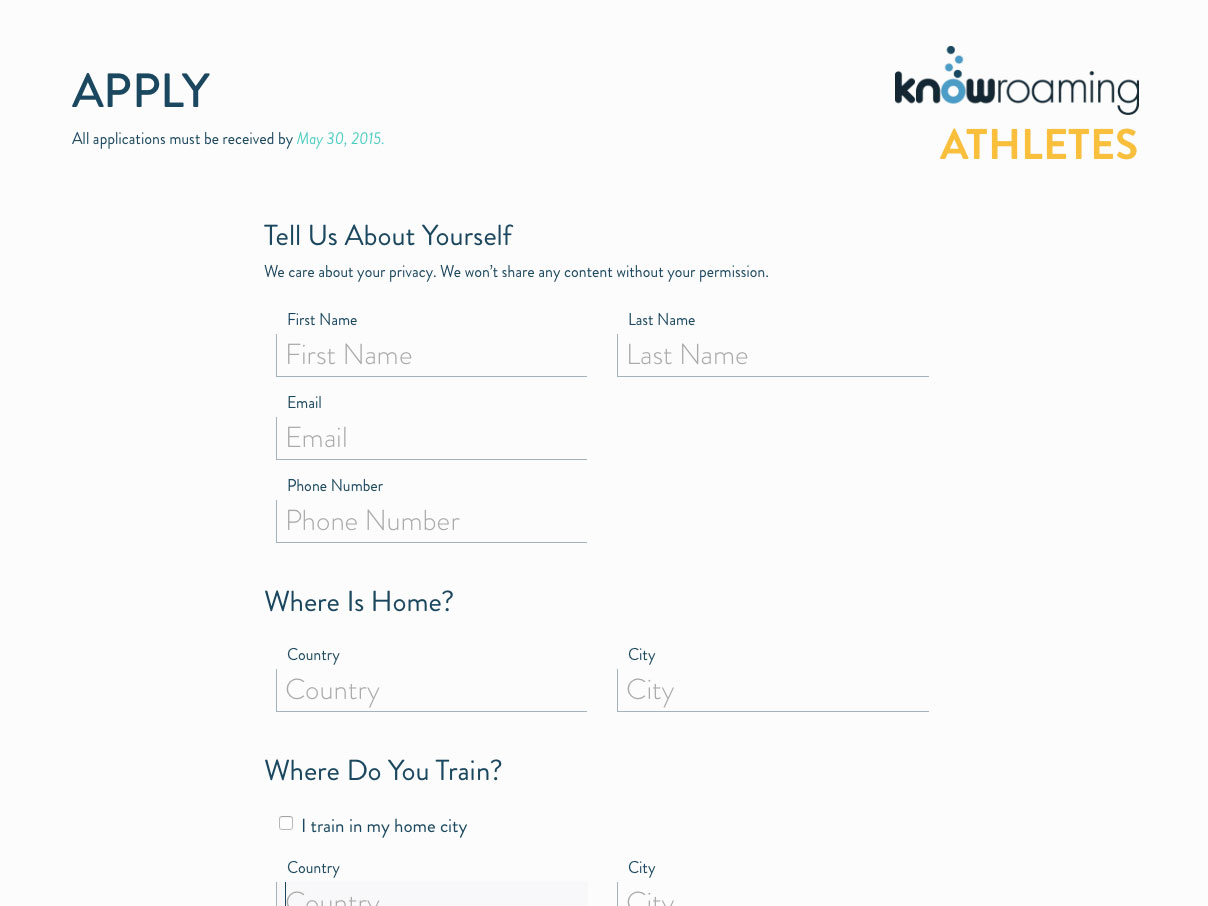 APPLY
All applications must be received by May 30, 2015.
knowroaming
ATHLETES
Tell Us About Yourself
We care about your privacy. We won't share any content without your permission.
First Name Last Name
First Name Last Name
Email
Email
Phone Number
Phone Number
Where Is Home?
Country City
Country City
Where Do You Train?
I train in my home city
Country City
Country City